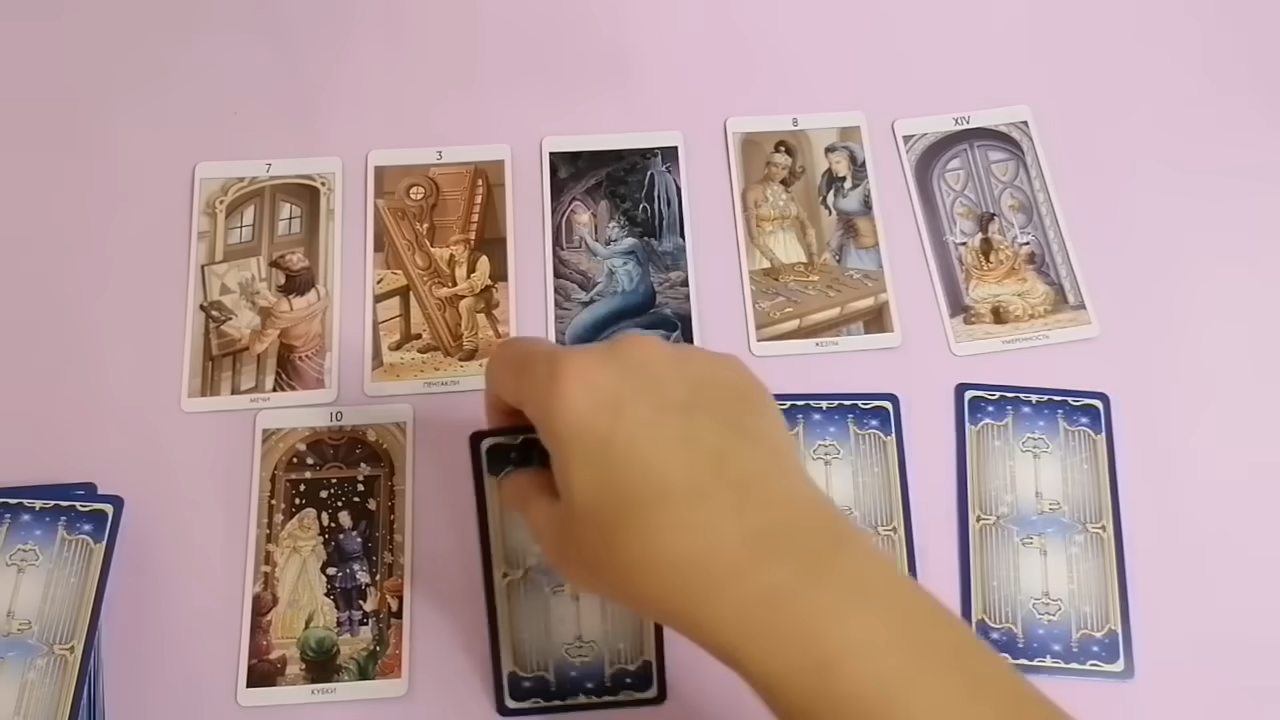 7
МЕЧИ
3
ПЕНТАКЛИ
8
ЖЕЗЛЫ
XIV
УМЕРЕННОСТЬ
10
КУБКИ